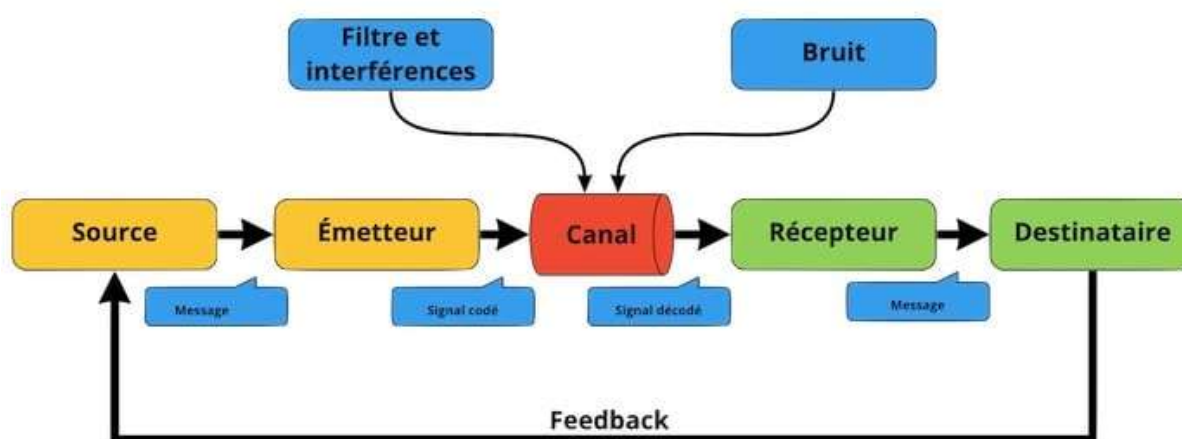 Filtre et
interférences
Bruit
Source
Émetteur
Canal
Récepteur
Destinataire
Message
Signal codé
Signal décodé
Message
Feedback